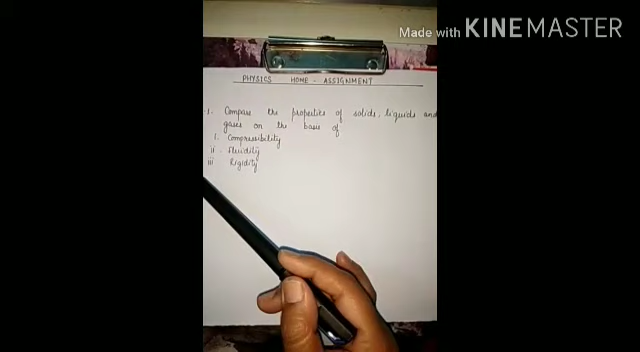 Made with KINEMASTER
PHYSICS HOME - ASSIGNMENT
1. Compare the properties of solids, liquids and
gases on the basis of
i. Compressibility
ii. Fluidity
iii Rigidity